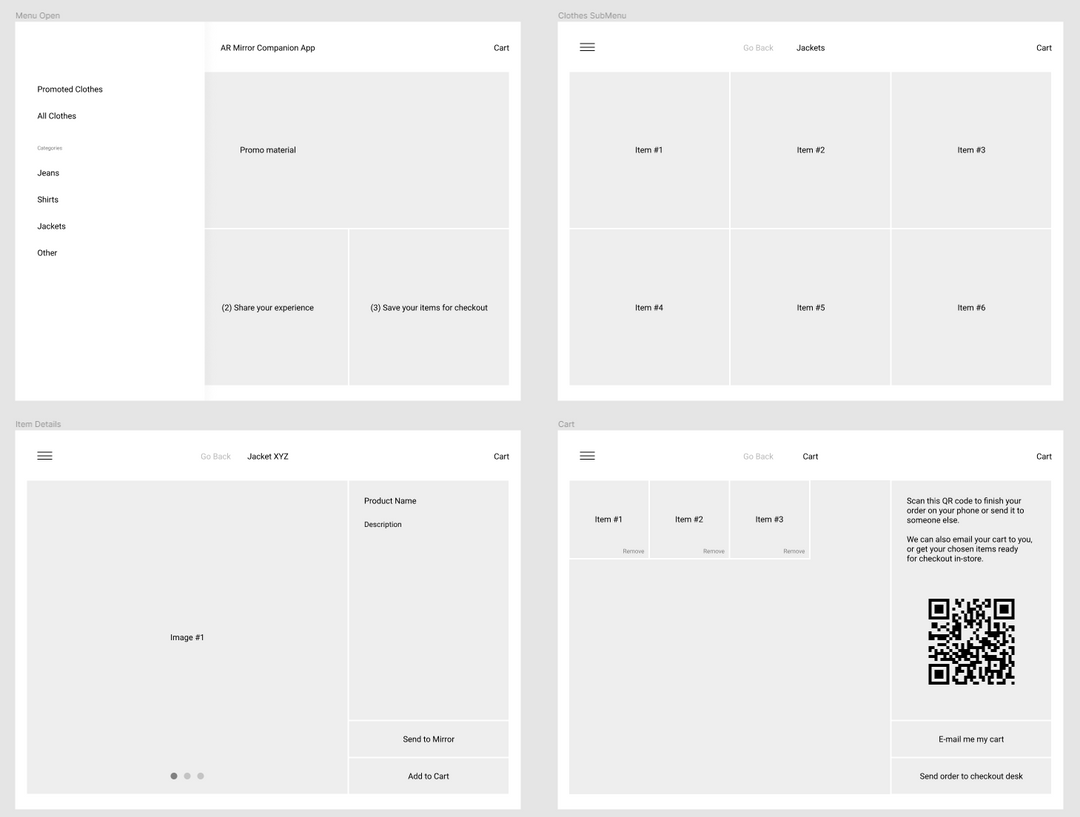 Menu Open
AR Mirror Companion App
Cart
Promoted Clothes
All Clothes
Categories
Jeans
Shirts
Jackets
Other
Promo material
(2) Share your experience
(3) Save your items for checkout
Clothes SubMenu
Go Back
Jackets
Cart
Item #1
Item #2
Item #3
Item #4
Item #5
Item #6
Item Details
Go Back
Jacket XYZ
Cart
Image #1
Product Name
Description
Send to Mirror
Add to Cart
Cart
Go Back
Cart
Cart
Item #1
Remove
Item #2
Remove
Item #3
Remove
Scan this QR code to finish your
order on your phone or send it to
someone else.
We can also email your cart to you,
or get your chosen items ready
for checkout in-store.
E-mail me my cart
Send order to checkout desk